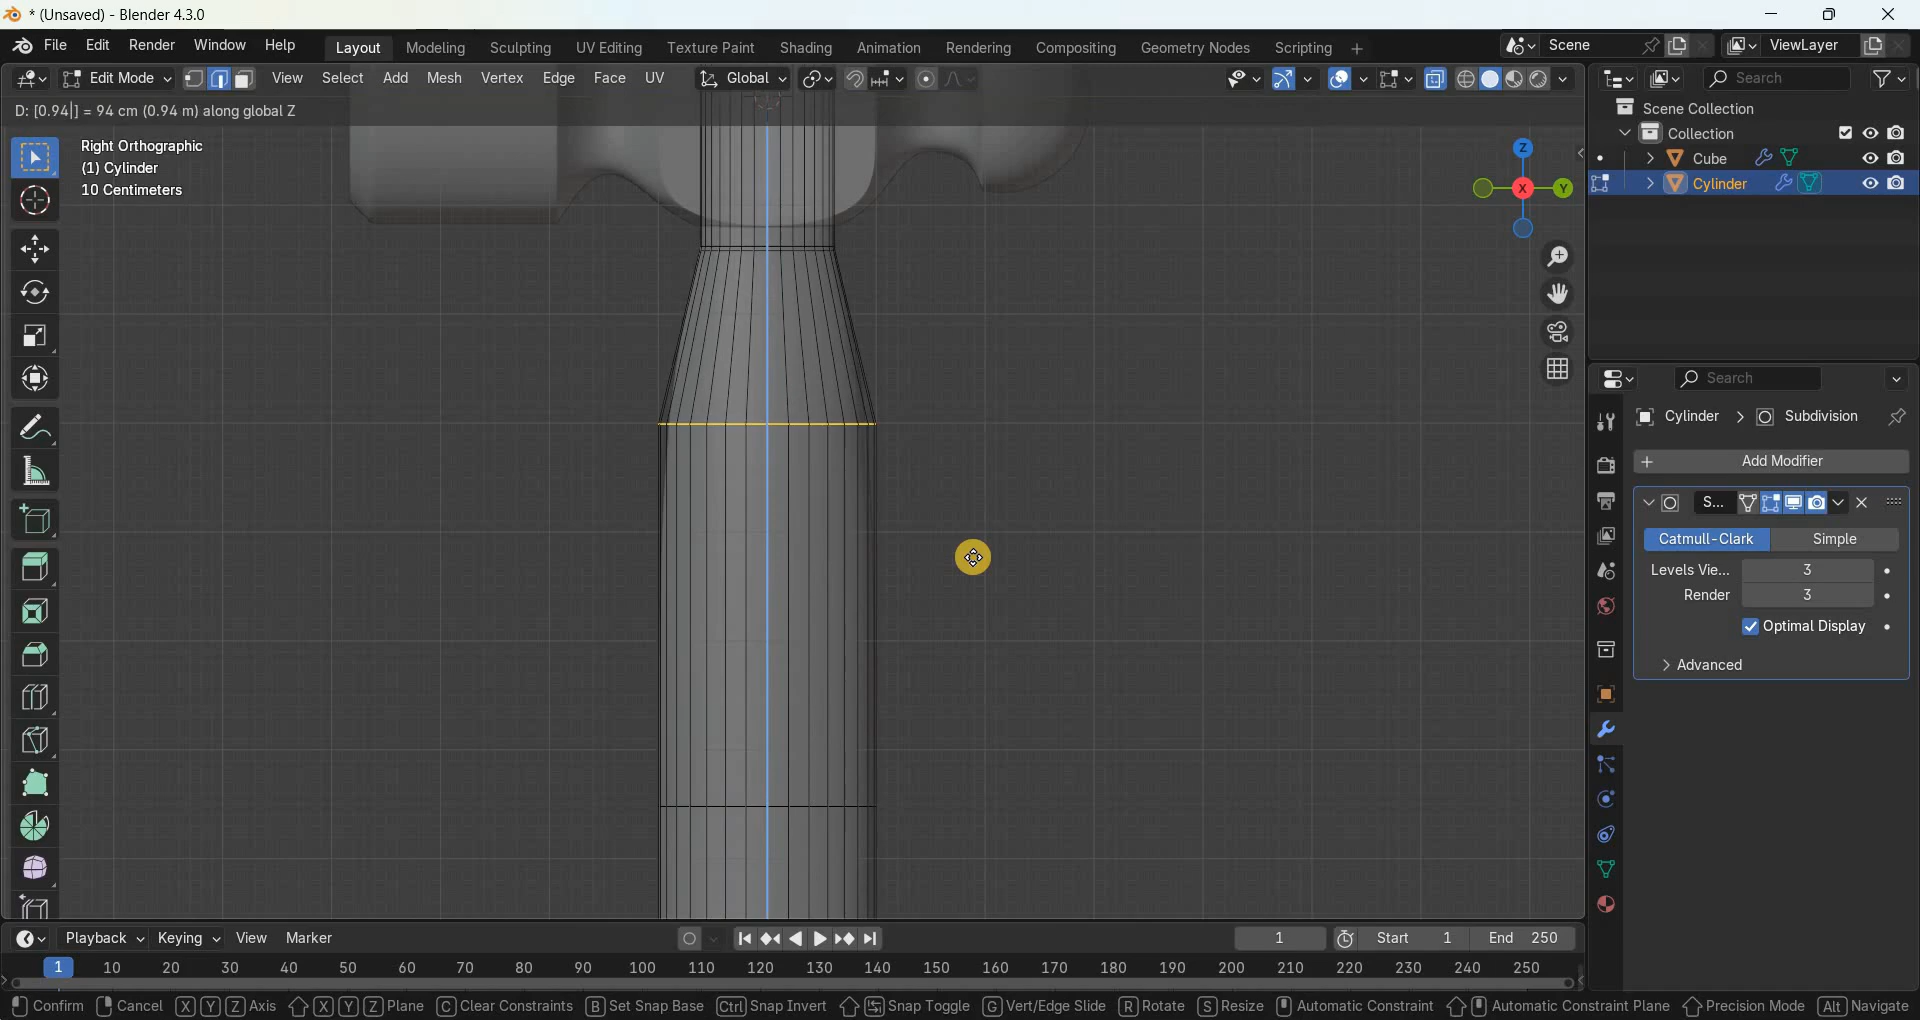 * (Unsaved) - Blender 4.3.0
File Edit Render Window Help
Layout Modeling Sculpting UV Editing Texture Paint Shading Animation Rendering Compositing Geometry Nodes Scripting +
Scene
ViewLayer
Edit Mode
View Select Add Mesh Vertex Edge Face UV
Global
Search
D: [0.94|] = 94 cm (0.94 m) along global Z
Right Orthographic
(1) Cylinder
10 Centimeters
Z
X
Y
Scene Collection
Collection
Cube
Cylinder
Search
Cylinder > Subdivision
Add Modifier
S...
Catmull-Clark Simple
Levels Vie... 3
Render 3
Optimal Display
Advanced
Playback Keying View Marker
1
Start 1
End 250
1 10 20 30 40 50 60 70 80 90 100 110 120 130 140 150 160 170 180 190 200 210 220 230 240 250
Confirm Cancel X Y Z Axis X Y Z Plane C Clear Constraints B Set Snap Base Ctrl Snap Invert Snap Toggle G Vert/Edge Slide R Rotate S Resize Automatic Constraint Automatic Constraint Plane Precision Mode Alt Navigate